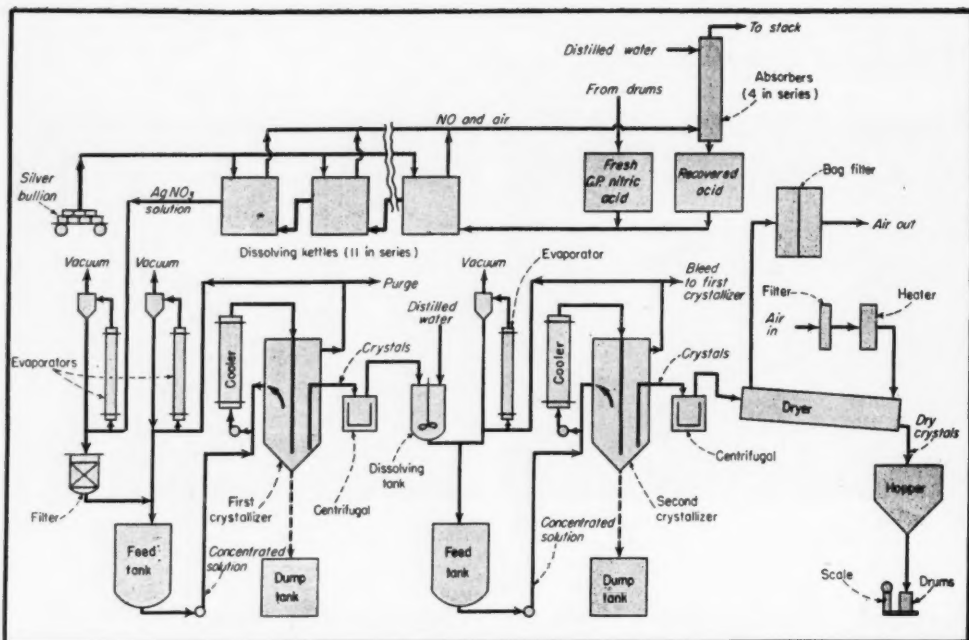 To stack
Distilled water
Absorbers
(4 in series)
From drums
NO and air
Fresh
C.P. nitric
acid
Recovered
acid
Silver
bullion
AgNO3
solution
Bag filter
Air out
Dissolving kettles (11 in series)
Vacuum
Vacuum
Purge
Vacuum
Evaporator
Bleed
to first
crystallizer
Filter
Heater
Air
in
Distilled
water
Evaporators
Cooler
Crystals
Cooler
Crystals
Dryer
Dry
crystals
Filter
First
crystallizer
Centrifugal
Dissolving
tank
Second
crystallizer
Centrifugal
Hopper
Feed
tank
Concentrated
solution
Dump
tank
Feed
tank
Concentrated
solution
Dump
tank
Scale
Drums